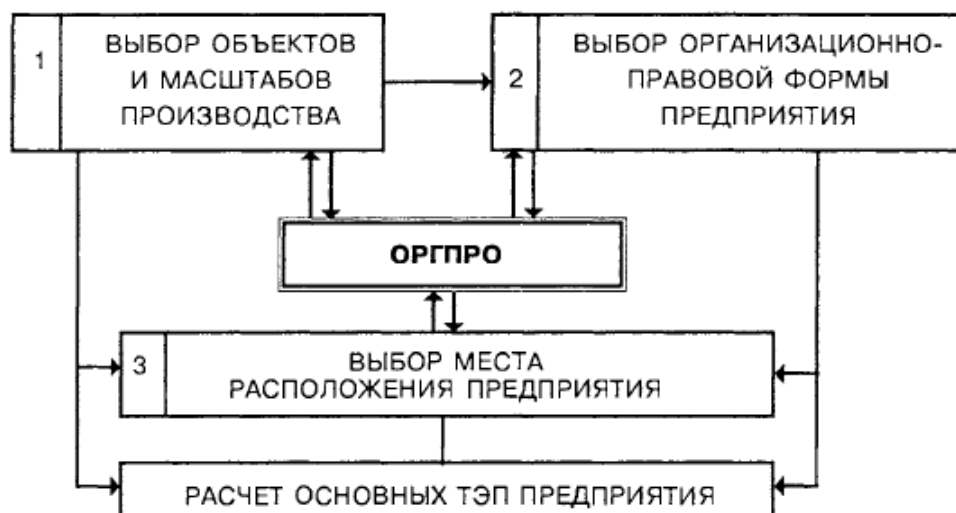 1
ВЫБОР ОБЪЕКТОВ
И МАСШТАБОВ
ПРОИЗВОДСТВА
2
ВЫБОР ОРГАНИЗАЦИОННО-
ПРАВОВОЙ ФОРМЫ
ПРЕДПРИЯТИЯ
ОРГПРО
3
ВЫБОР МЕСТА
РАСПОЛОЖЕНИЯ ПРЕДПРИЯТИЯ
РАСЧЕТ ОСНОВНЫХ ТЭП ПРЕДПРИЯТИЯ